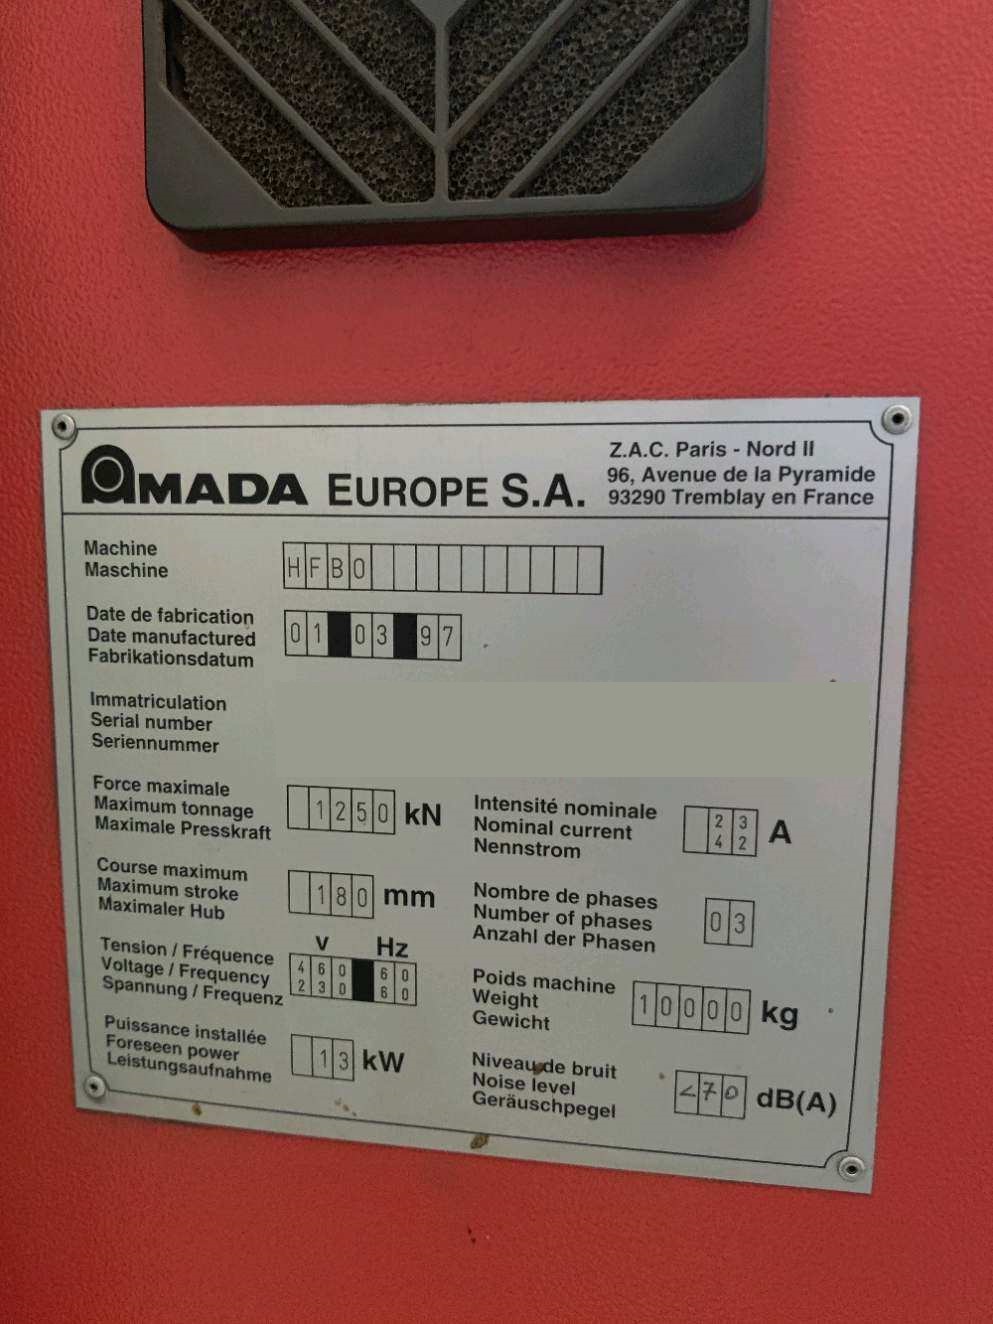 AMADA EUROPE S.A.
Z.A.C. Paris - Nord II
96, Avenue de la Pyramide
93290 Tremblay en France
Machine
Maschine
HFBO
Date de fabrication
Date manufactured
Fabrikationsdatum
01 03 97
Immatriculation
Serial number
Seriennummer
Force maximale
Maximum tonnage
Maximale Presskraft
1250 kN
Intensité nominale
Nominal current
Nennstrom
23
42
A
Course maximum
Maximum stroke
Maximaler Hub
180 mm
Nombre de phases
Number of phases
Anzahl der Phasen
03
Tension / Fréquence
Voltage / Frequency
Spannung / Frequenz
V Hz
460 60
230 60
Poids machine
Weight
Gewicht
10000 kg
Puissance installée
Foreseen power
Leistungsaufnahme
13 kW
Niveau de bruit
Noise level
Geräuschpegel
<70 dB(A)